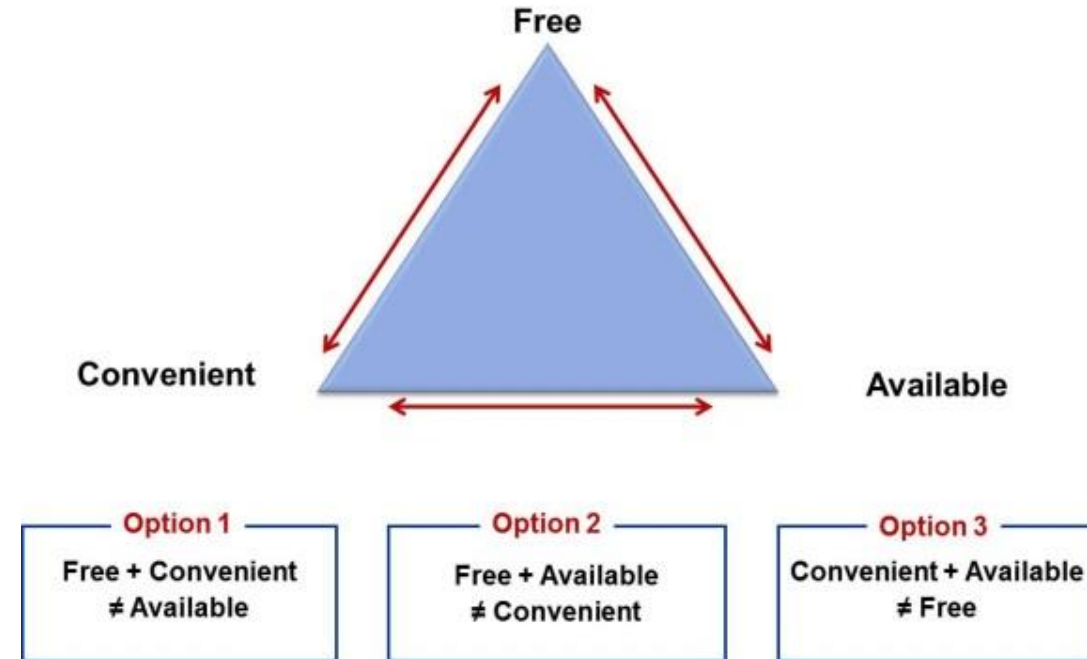 Free
Convenient
Available
Option 1
Free + Convenient
≠ Available
Option 2
Free + Available
≠ Convenient
Option 3
Convenient + Available
≠ Free